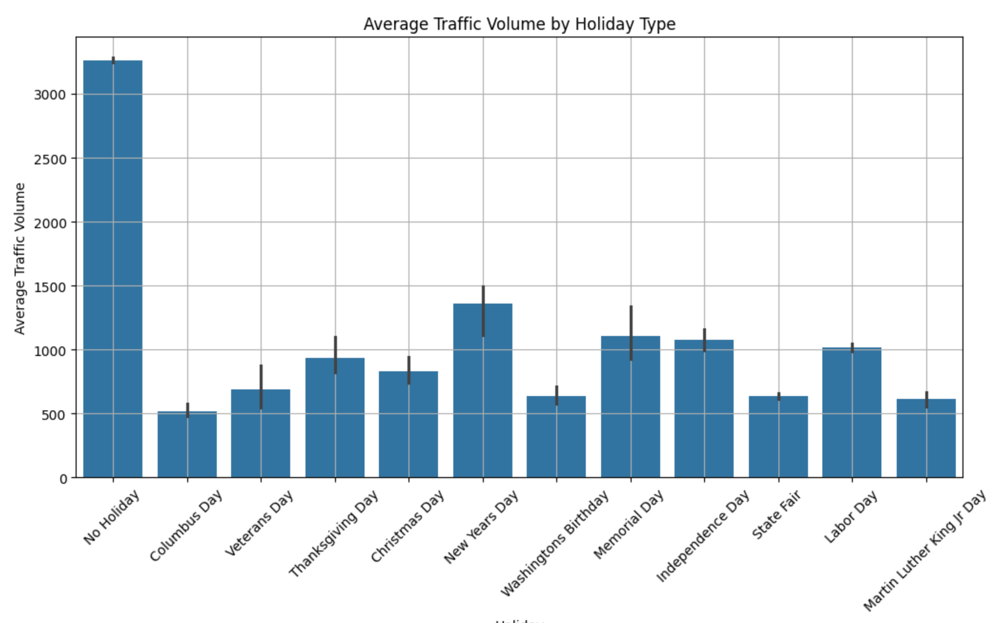 Average Traffic Volume by Holiday Type
Average Traffic Volume
3000
2500
2000
1500
1000
500
0
No Holiday
Columbus Day
Veterans Day
Thanksgiving Day
Christmas Day
New Years Day
Washingtons Birthday
Memorial Day
Independence Day
State Fair
Labor Day
Martin Luther King Jr Day